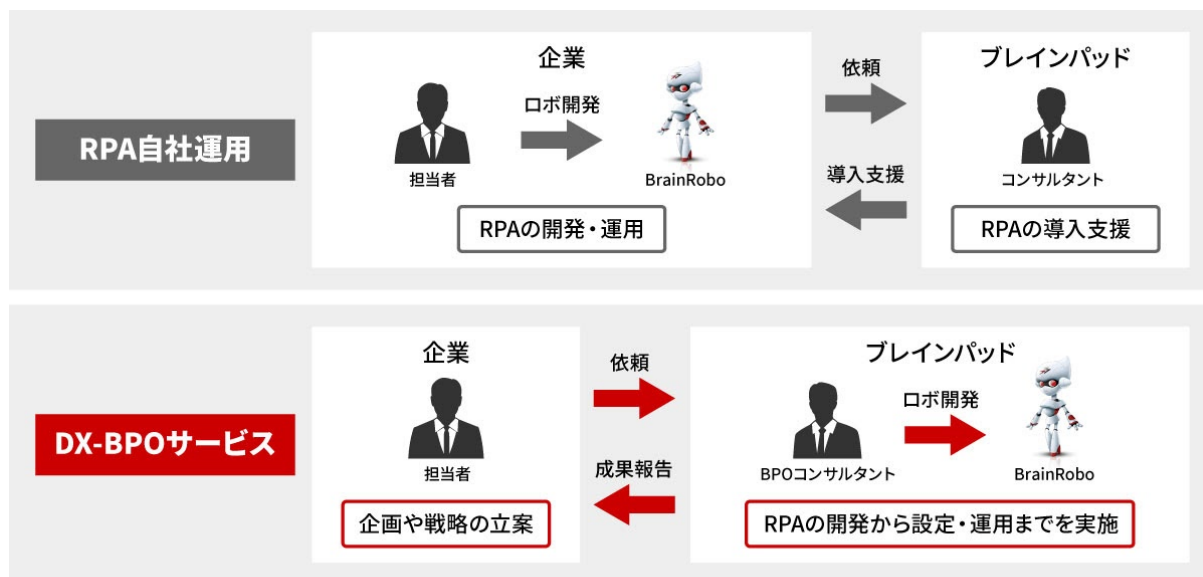 RPA自社運用
企業
ロボ開発
担当者
BrainRobo
RPAの開発・運用
依頼
導入支援
ブレインパッド
コンサルタント
RPAの導入支援
DX-BPOサービス
企業
担当者
企画や戦略の立案
依頼
成果報告
ブレインパッド
ロボ開発
BPOコンサルタント
BrainRobo
RPAの開発から設定・運用までを実施